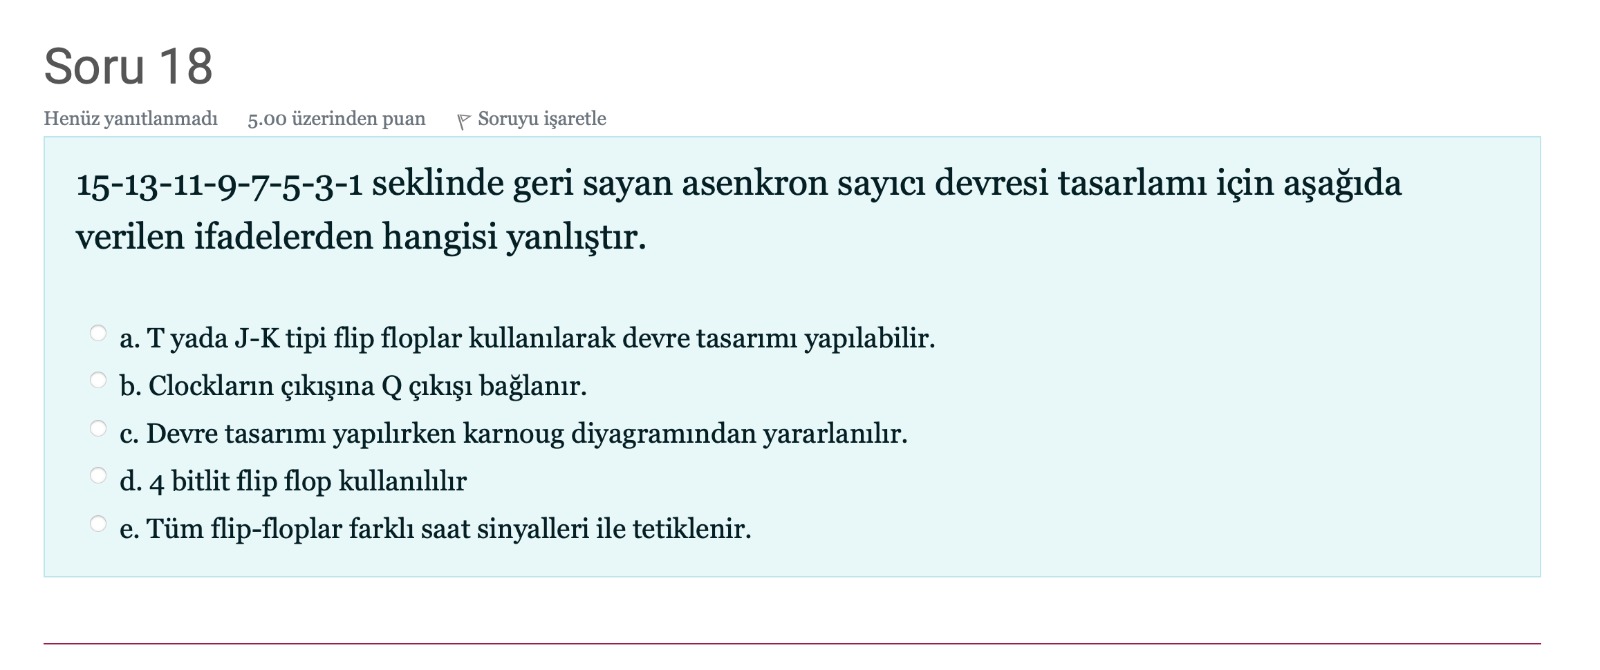 Soru 18
Henüz yanıtlanmadı 5.00 üzerinden puan Soruyu işaretle
15-13-11-9-7-5-3-1 seklinde geri sayan asenkron sayıcı devresi tasarlamı için aşağıda
verilen ifadelerden hangisi yanlıştır.
a. T yada J-K tipi flip floplar kullanılarak devre tasarımı yapılabilir.
b. Clockların çıkışına Q çıkışı bağlanır.
c. Devre tasarımı yapılırken karnoug diyagramından yararlanılır.
d. 4 bitlit flip flop kullanılılır
e. Tüm flip-floplar farklı saat sinyalleri ile tetiklenir.